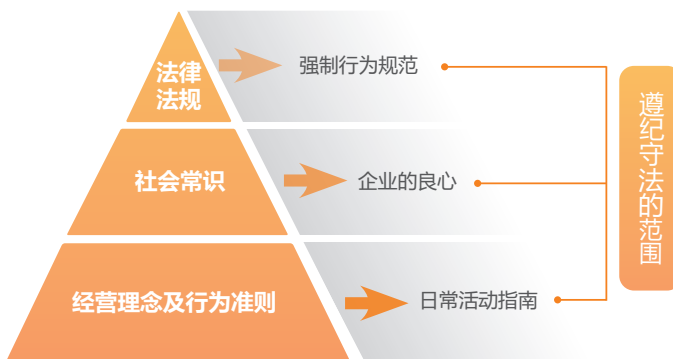 法律
法规
强制行为规范
社会常识
企业的良心
经营理念及行为准则
日常活动指南
遵纪守法的范围